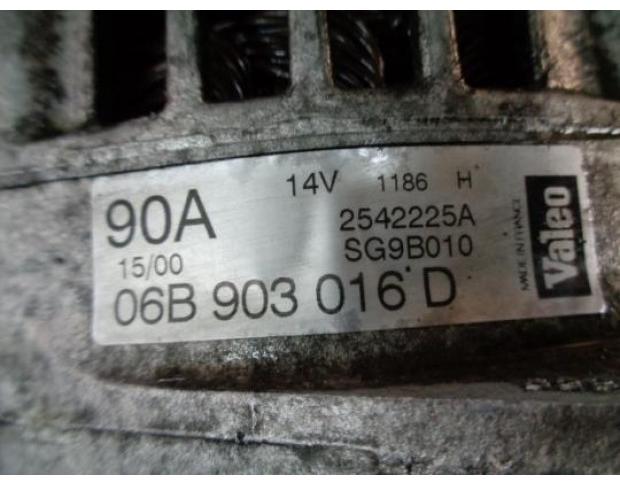 90A
14V 1186 H
2542225A
SG9B010
15/00
06B 903 016 D
MADE IN FRANCE
Valeo